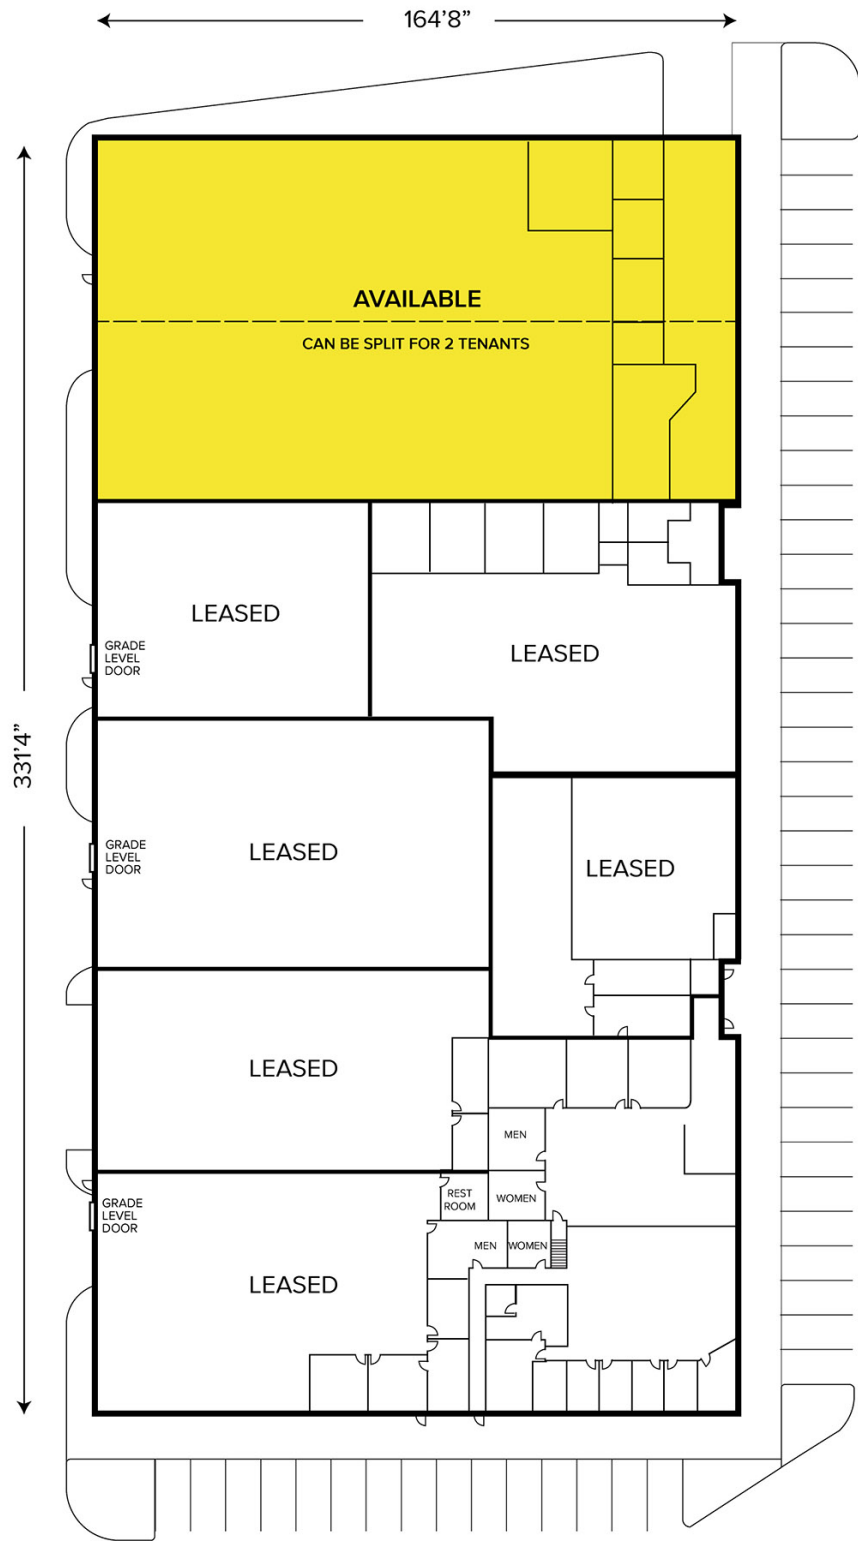 164’8”
331’4”
AVAILABLE
CAN BE SPLIT FOR 2 TENANTS
LEASED
GRADE
LEVEL
DOOR
LEASED
LEASED
GRADE
LEVEL
DOOR
LEASED
LEASED
MEN
REST
ROOM
WOMEN
GRADE
LEVEL
DOOR
MEN
WOMEN
LEASED